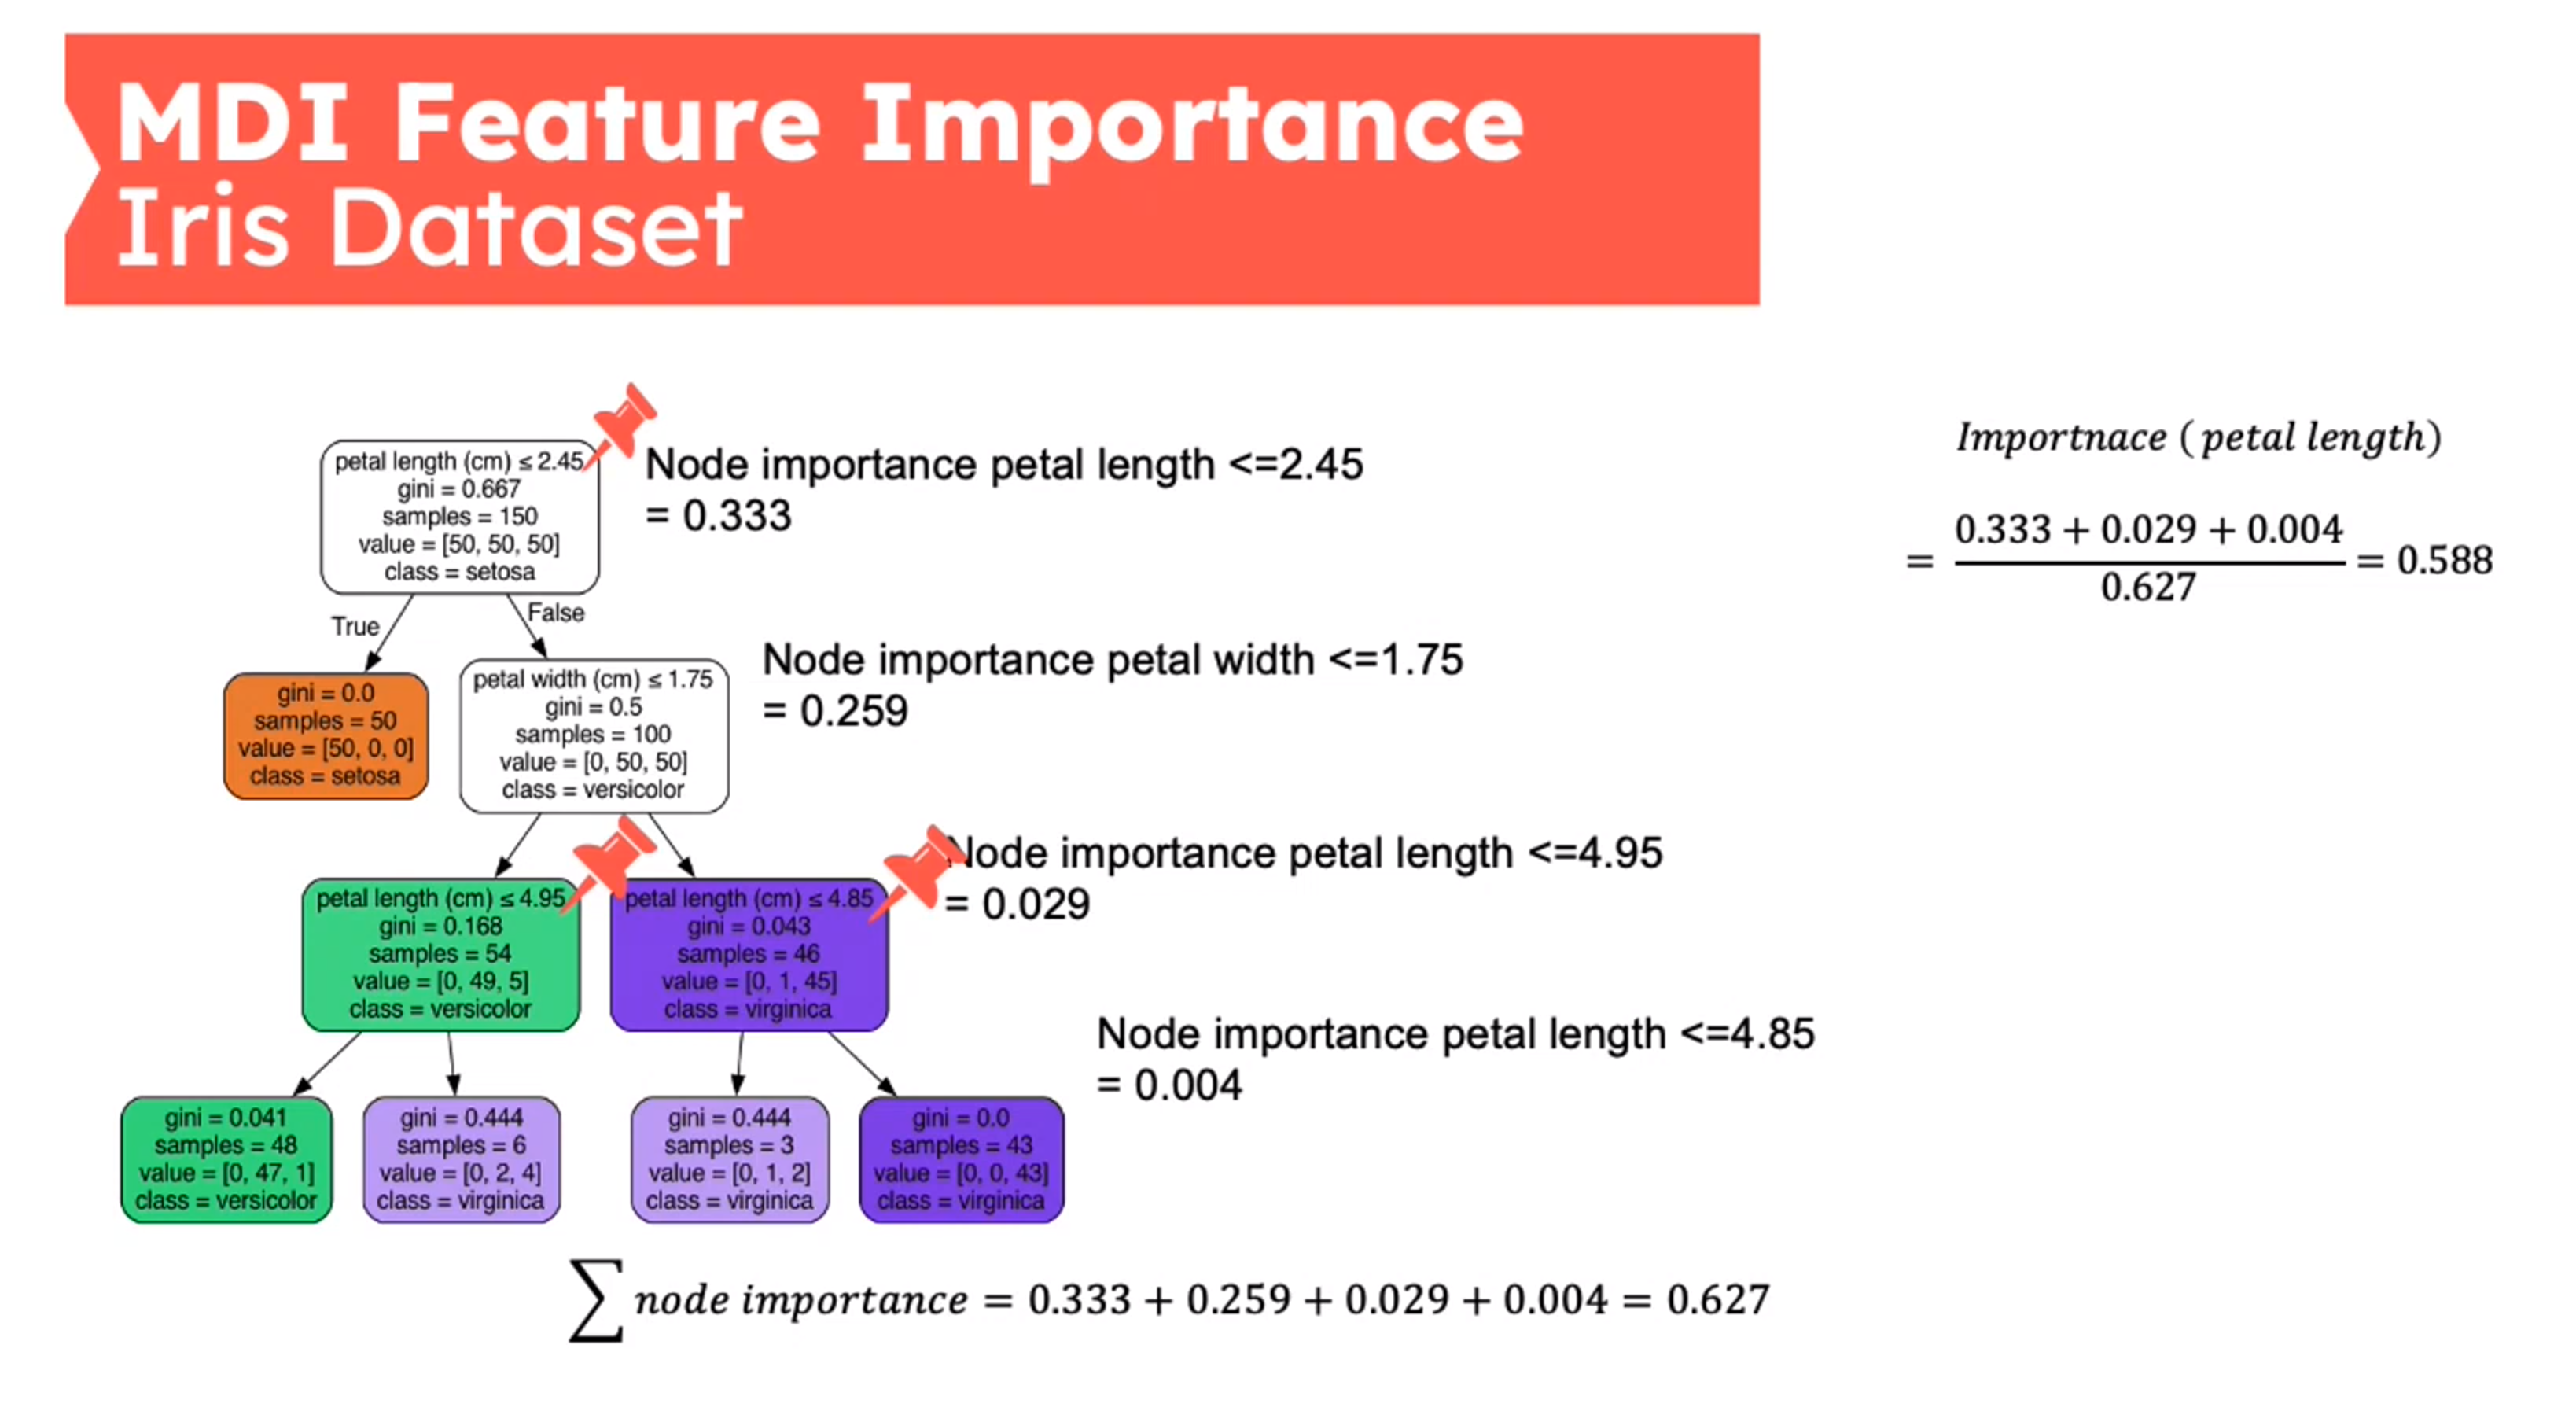 MDI Feature Importance
Iris Dataset
petal length (cm) ≤ 2.45
gini = 0.667
samples = 150
value = [50, 50, 50]
class = setosa
Node importance petal length <=2.45
= 0.333
Importnace ( petal length)
= (0.333 + 0.029 + 0.004) / 0.627 = 0.588
True
False
gini = 0.0
samples = 50
value = [50, 0, 0]
class = setosa
petal width (cm) ≤ 1.75
gini = 0.5
samples = 100
value = [0, 50, 50]
class = versicolor
Node importance petal width <=1.75
= 0.259
petal length (cm) ≤ 4.95
gini = 0.168
samples = 54
value = [0, 49, 5]
class = versicolor
petal length (cm) ≤ 4.85
gini = 0.043
samples = 46
value = [0, 1, 45]
class = virginica
Node importance petal length <=4.95
= 0.029
Node importance petal length <=4.85
= 0.004
gini = 0.041
samples = 48
value = [0, 47, 1]
class = versicolor
gini = 0.444
samples = 6
value = [0, 2, 4]
class = virginica
gini = 0.444
samples = 3
value = [0, 1, 2]
class = virginica
gini = 0.0
samples = 43
value = [0, 0, 43]
class = virginica
∑ node importance = 0.333 + 0.259 + 0.029 + 0.004 = 0.627